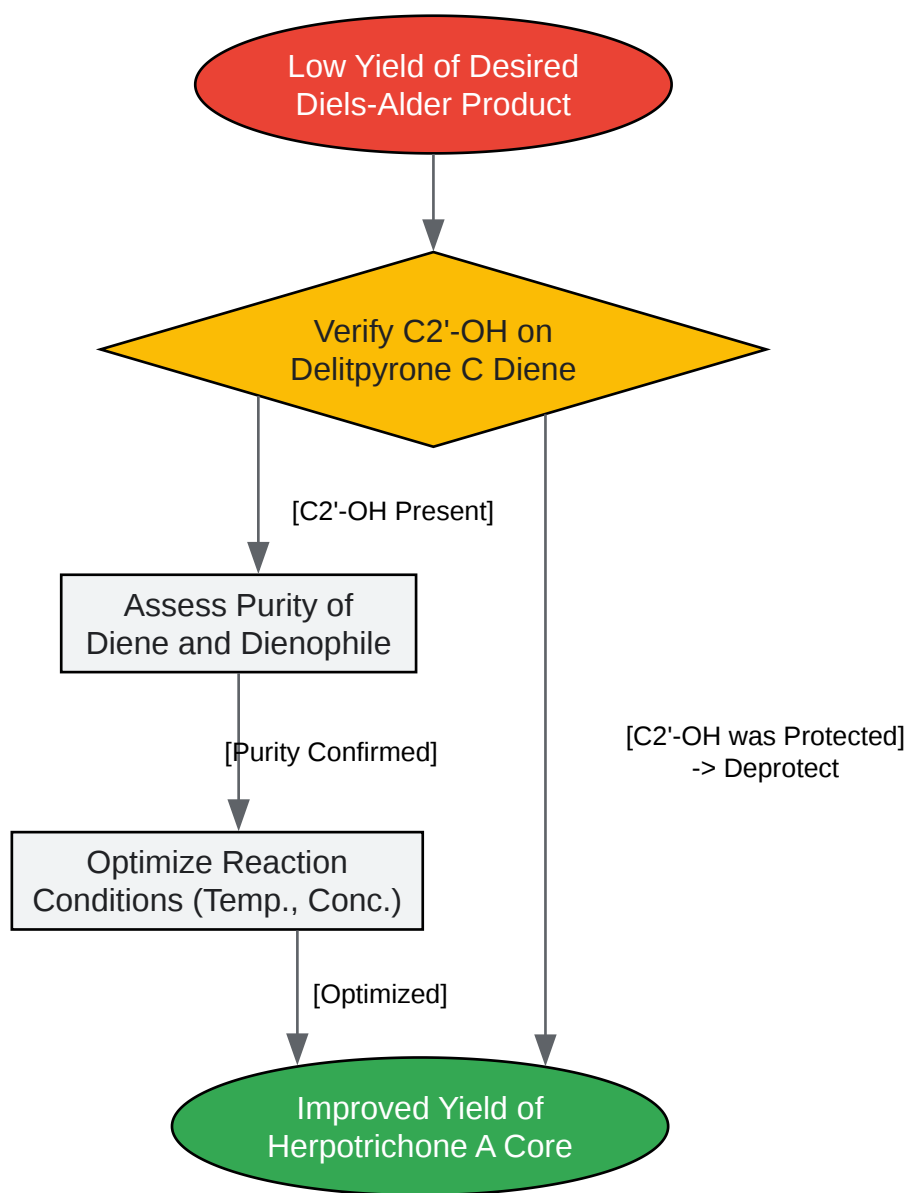 Low Yield of Desired
Diels-Alder Product
Verify C2'-OH on
Delitpyrone C Diene
[C2'-OH Present]
Assess Purity of
Diene and Dienophile
[C2'-OH was Protected]
-> Deprotect
[Purity Confirmed]
Optimize Reaction
Conditions (Temp., Conc.)
[Optimized]
Improved Yield of
Herpotrichone A Core